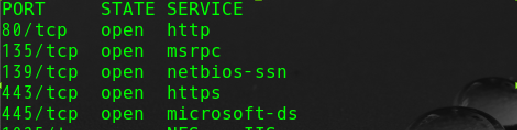 PORT STATE SERVICE
80/tcp open http
135/tcp open msrpc
139/tcp open netbios-ssn
443/tcp open https
445/tcp open microsoft-ds